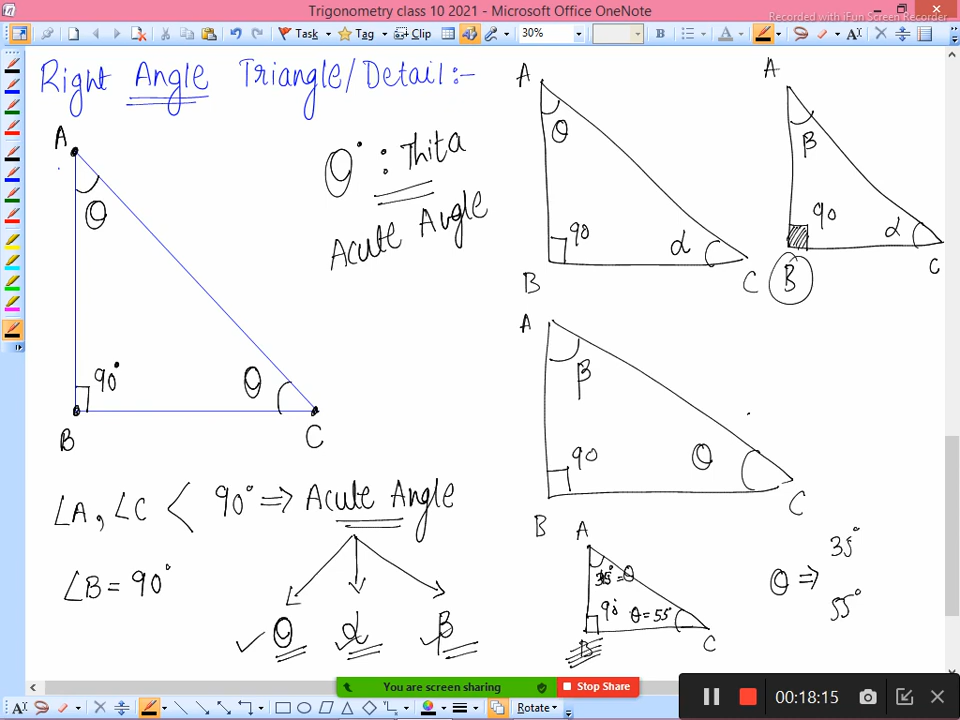 Trigonometry class 10 2021 - Microsoft Office OneNote
Recorded with iFun Screen Recorder
Task
Tag
Clip
30%
B
A
Right Angle Triangle/Detail:-
A
θ
90°
θ
B
C
θ° : Thita
Acute Angle
A
θ
90
α
B
C
A
β
90
α
B
C
A
β
90
θ
B
C
∠A, ∠C < 90° ⇒ Acute Angle
∠B = 90°
θ
α
β
A
35° = θ
90° θ = 55°
B
C
θ ⇒
35°
55°
You are screen sharing
Stop Share
A
Rotate
00:18:15